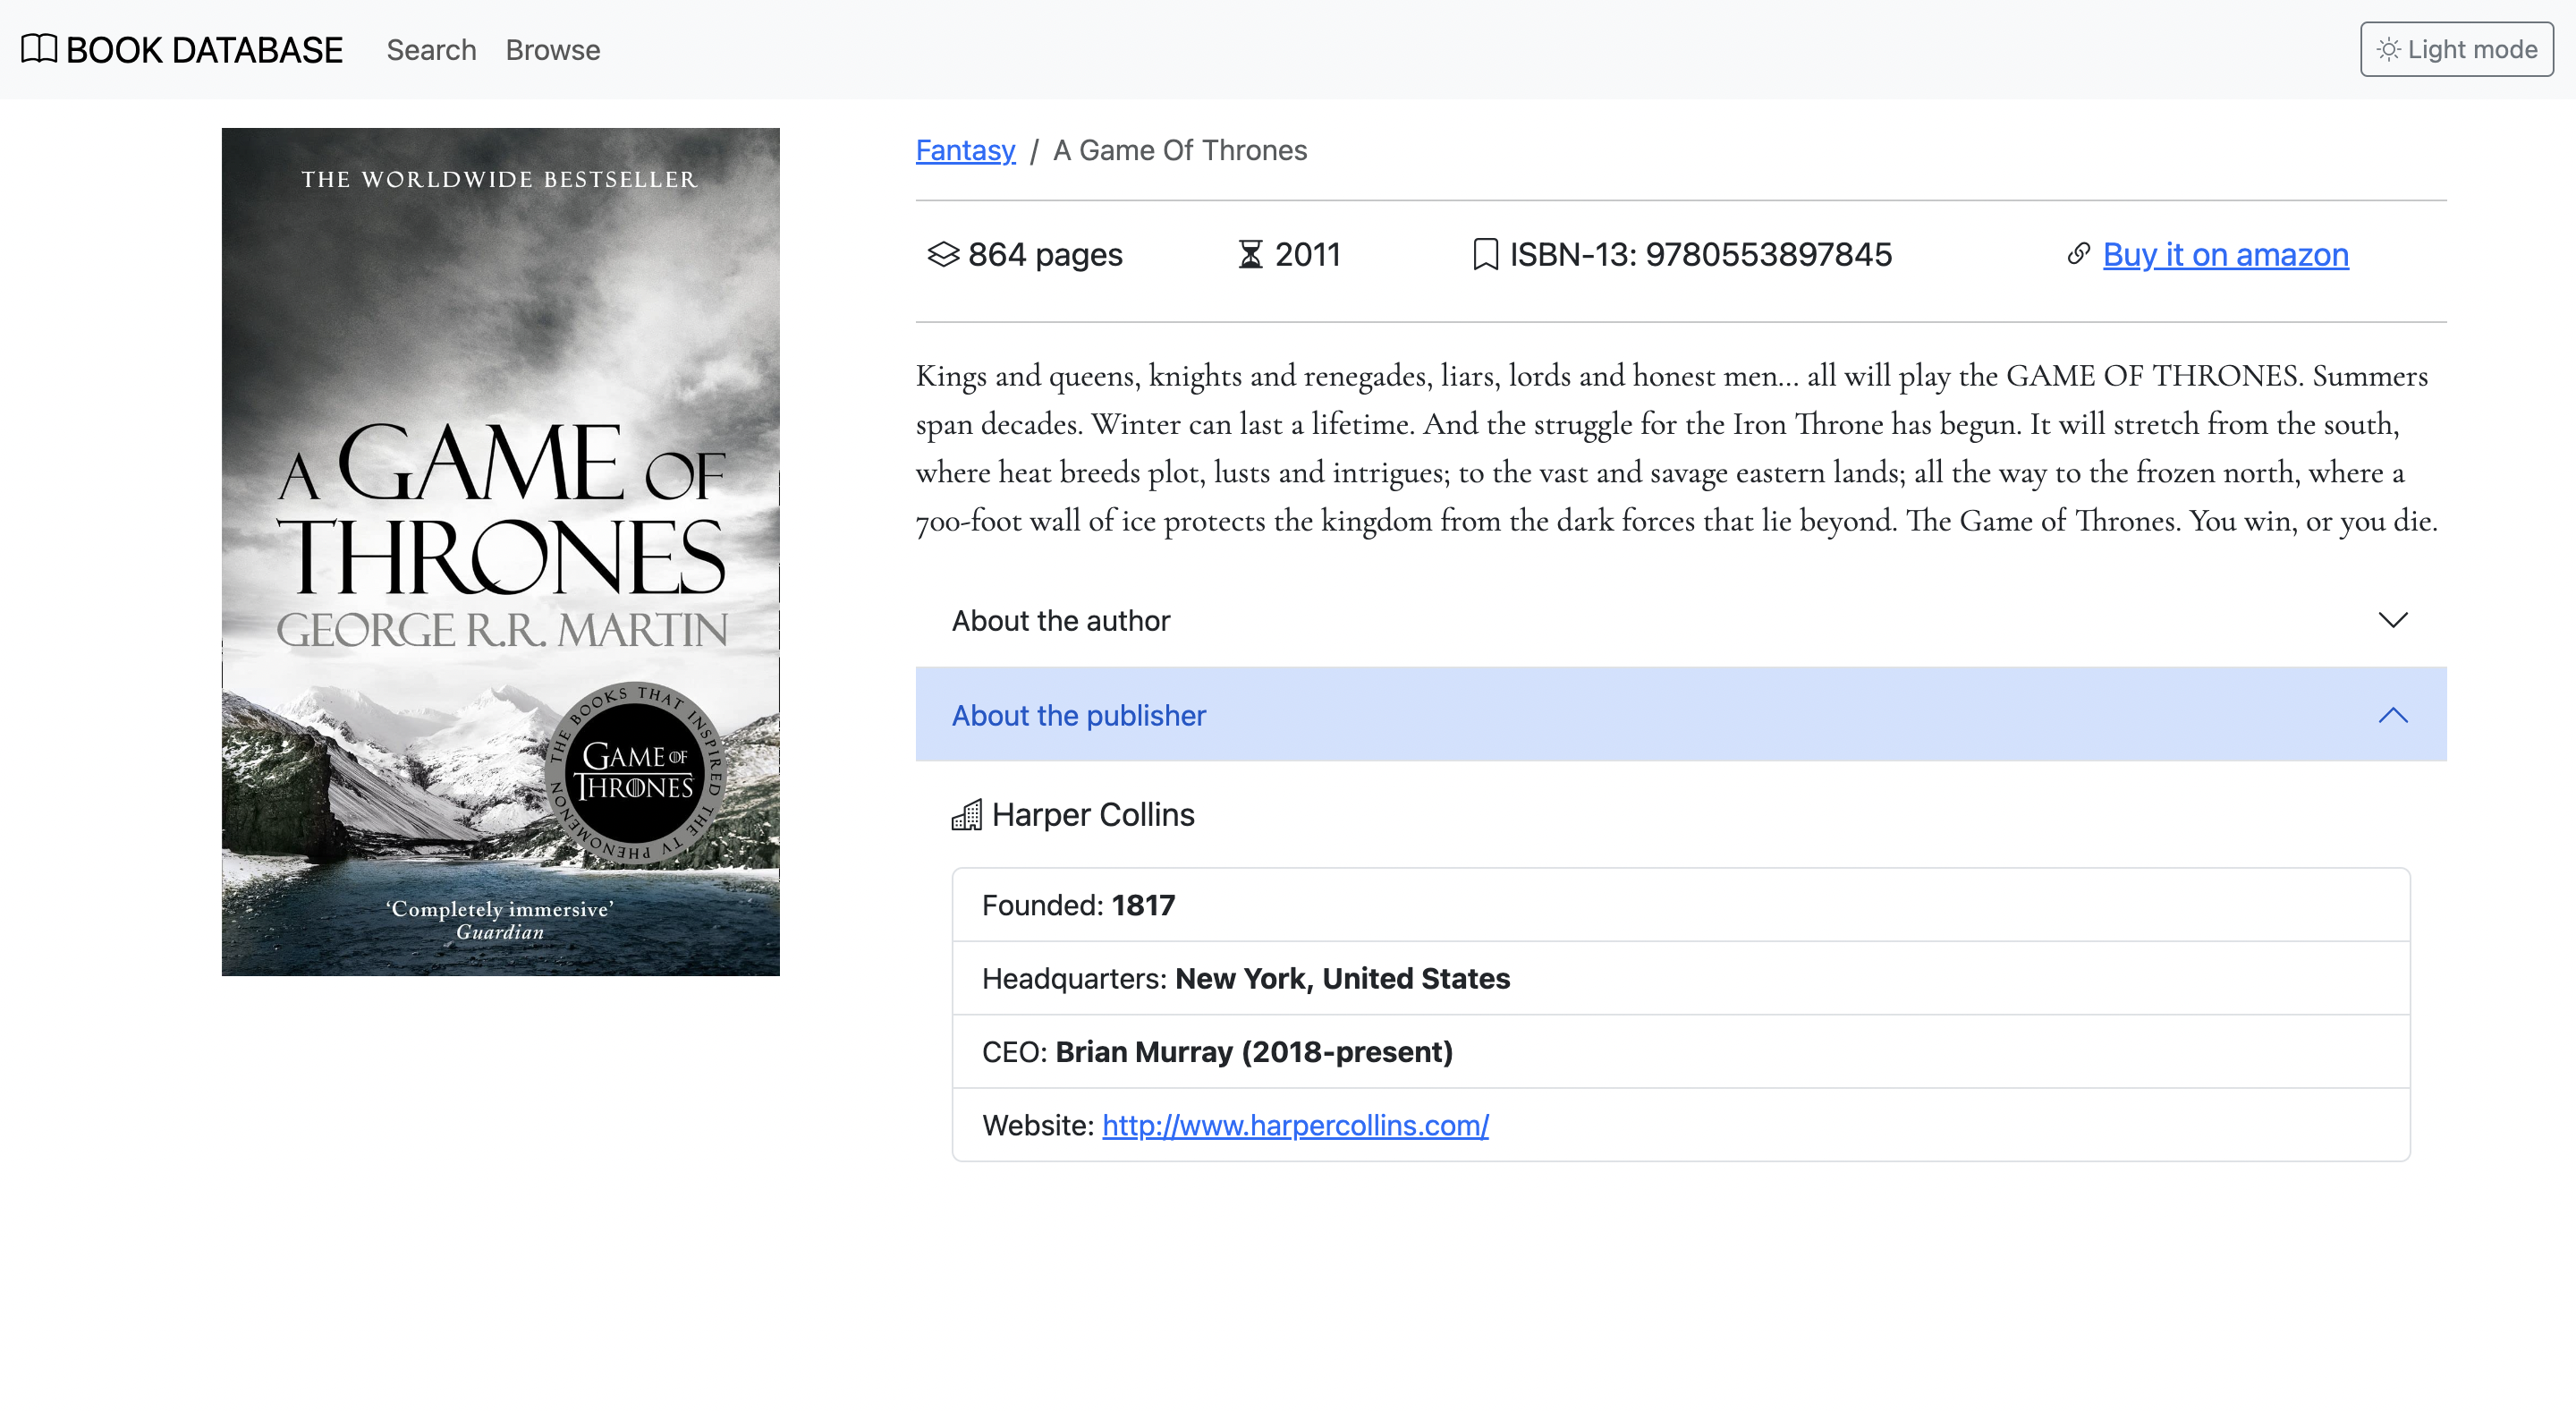 BOOK DATABASE Search Browse Light mode
THE WORLDWIDE BESTSELLER
A GAME OF
THRONES
GEORGE R.R. MARTIN
THE BOOKS THAT INSPIRED THE TV PHENOMENON
GAME OF
THRONES
‘Completely immersive’
Guardian
Fantasy / A Game Of Thrones
864 pages 2011 ISBN-13: 9780553897845 Buy it on amazon
Kings and queens, knights and renegades, liars, lords and honest men... all will play the GAME OF THRONES. Summers
span decades. Winter can last a lifetime. And the struggle for the Iron Throne has begun. It will stretch from the south,
where heat breeds plot, lusts and intrigues; to the vast and savage eastern lands; all the way to the frozen north, where a
700-foot wall of ice protects the kingdom from the dark forces that lie beyond. The Game of Thrones. You win, or you die.
About the author
About the publisher
Harper Collins
Founded: 1817
Headquarters: New York, United States
CEO: Brian Murray (2018-present)
Website: http://www.harpercollins.com/